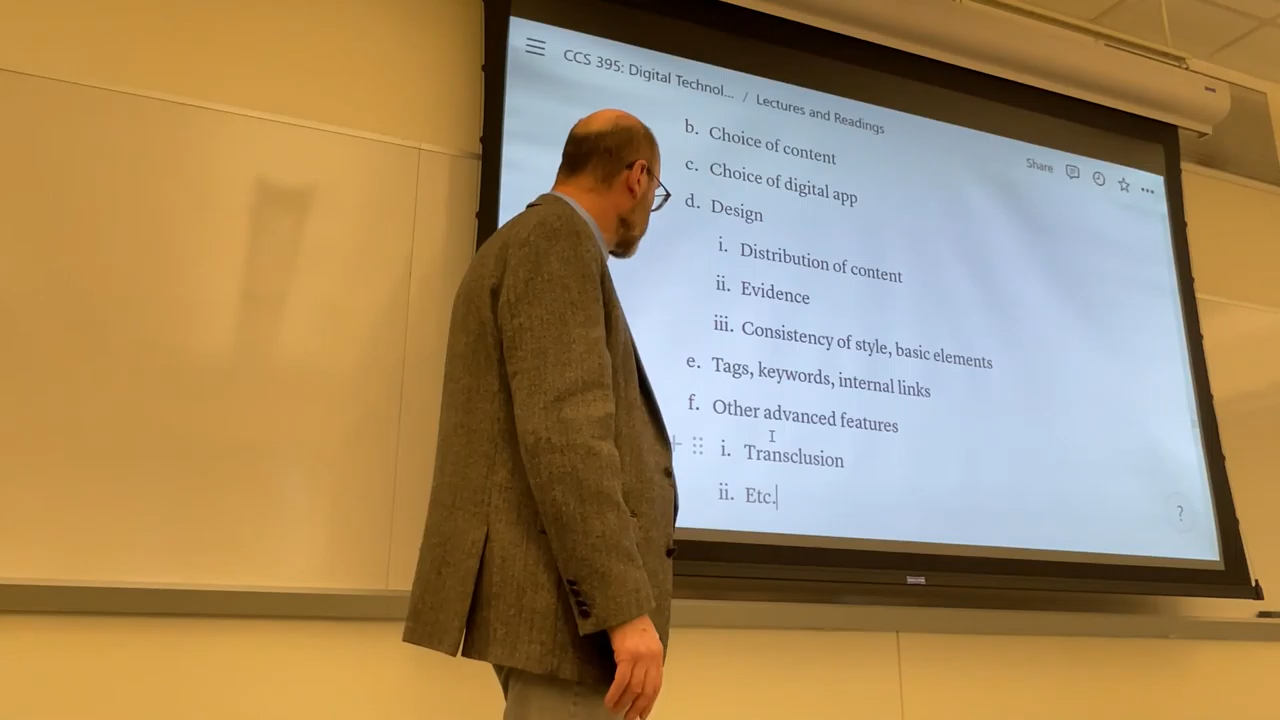 CCS 395: Digital Technol... / Lectures and Readings
Share
b. Choice of content
c. Choice of digital app
d. Design
i. Distribution of content
ii. Evidence
iii. Consistency of style, basic elements
e. Tags, keywords, internal links
f. Other advanced features
i. Transclusion
ii. Etc.
?